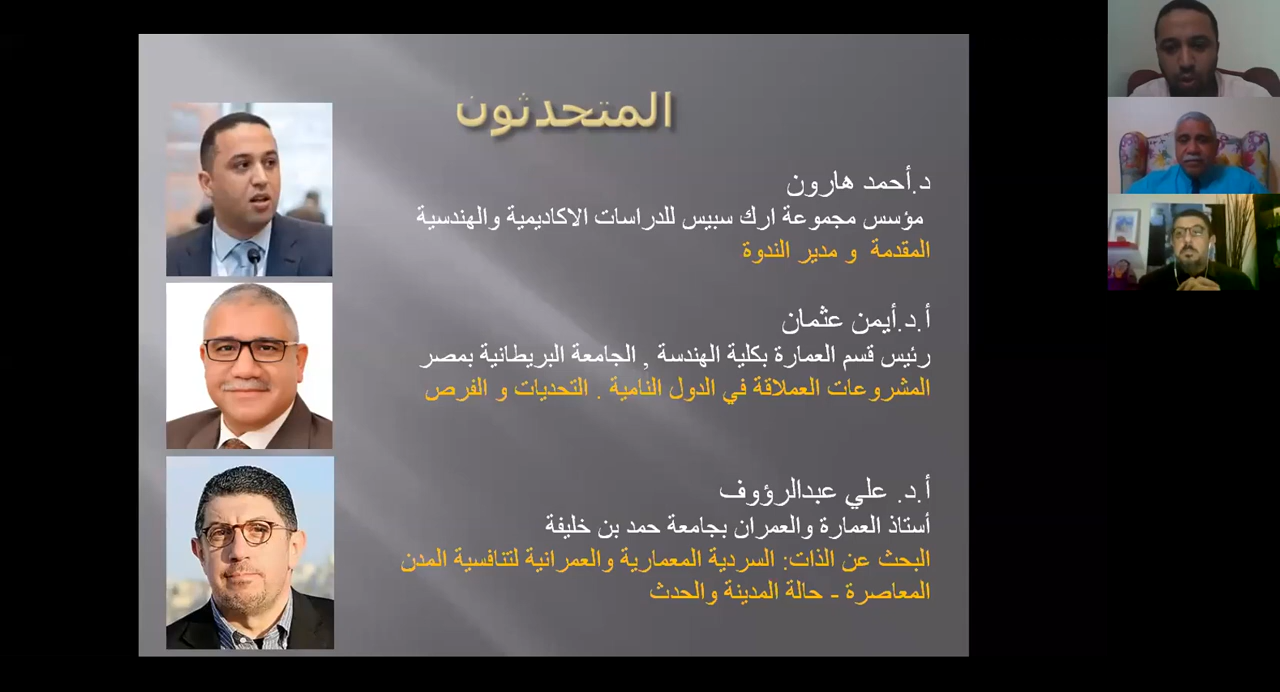 المتحدثون
د.أحمد هارون
مؤسس مجموعة ارك سبيس للدراسات الاكاديمية والهندسية
المقدمة و مدير الندوة
أ.د.أيمن عثمان
رئيس قسم العمارة بكلية الهندسة , الجامعة البريطانية بمصر
المشروعات العملاقة في الدول النامية . التحديات و الفرص
أ.د. علي عبدالرؤوف
أستاذ العمارة والعمران بجامعة حمد بن خليفة
البحث عن الذات: السردية المعمارية والعمرانية لتنافسية المدن
المعاصرة - حالة المدينة والحدث